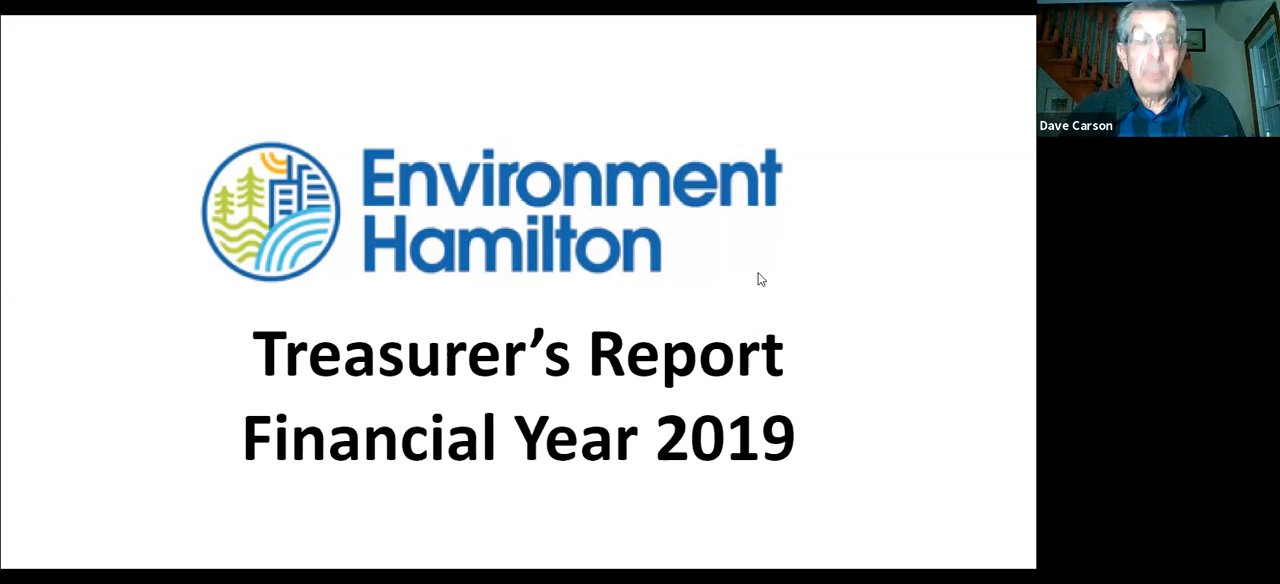 Environment
Hamilton
Treasurer’s Report
Financial Year 2019
Dave Carson